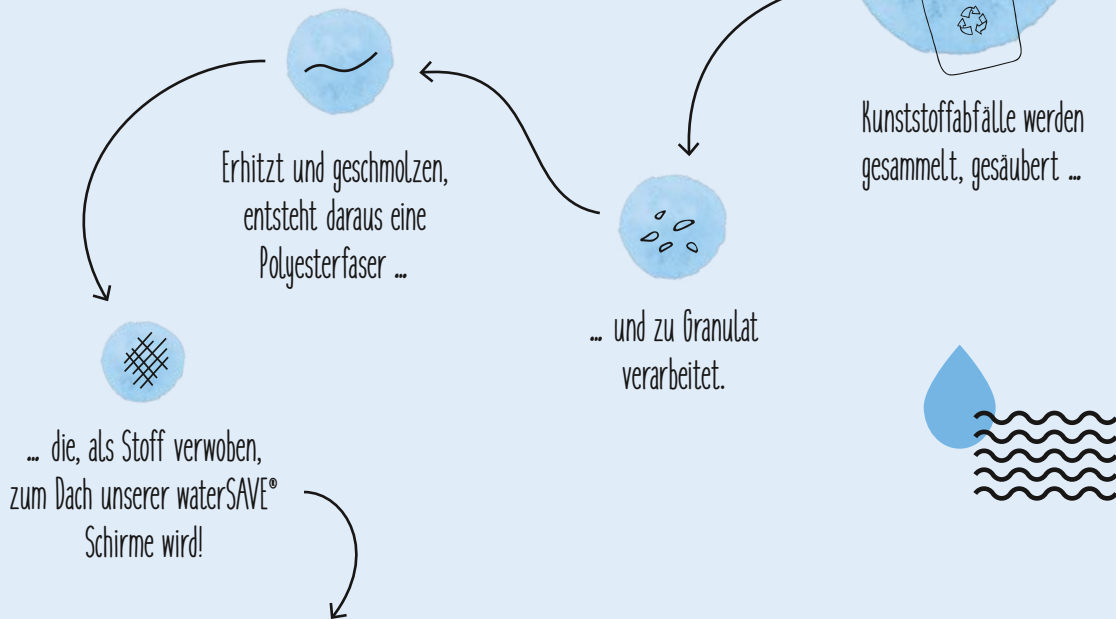 Kunststoffabfälle werden
gesammelt, gesäubert ...
... und zu Granulat
verarbeitet.
Erhitzt und geschmolzen,
entsteht daraus eine
Polyesterfaser ...
... die, als Stoff verwoben,
zum Dach unserer waterSAVE®
Schirme wird!